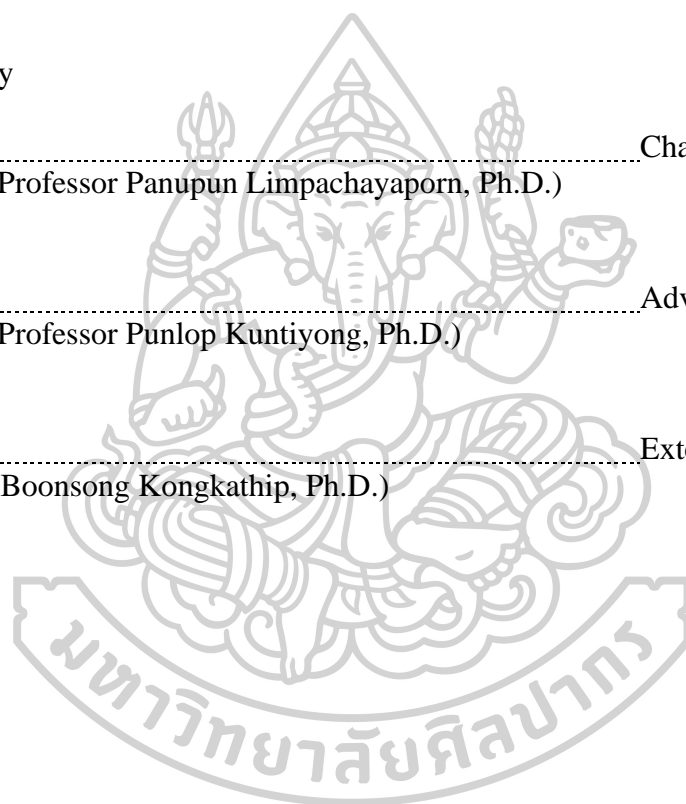 y
Cha
Professor Panupun Limpachayaporn, Ph.D.)
Adv
Professor Punlop Kuntiyong, Ph.D.)
Exte
Boonsong Kongkathip, Ph.D.)
มหาวิทยาลัยศิลปากร